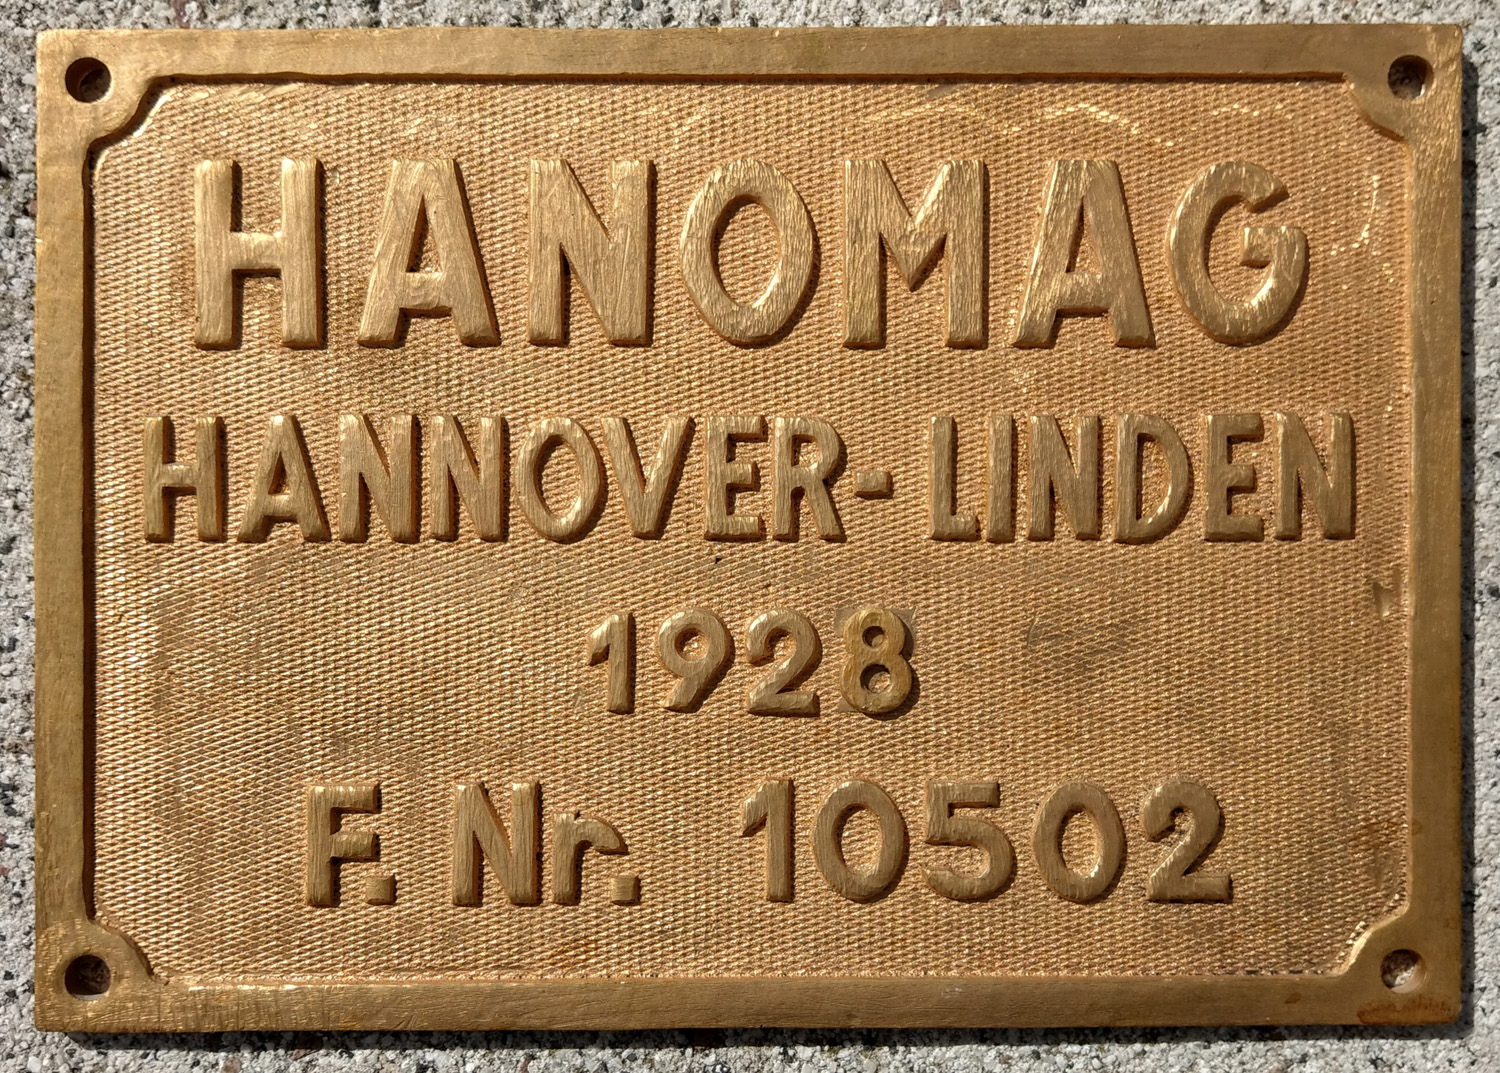 HANOMAG
HANNOVER-LINDEN
1928
F. Nr. 10502